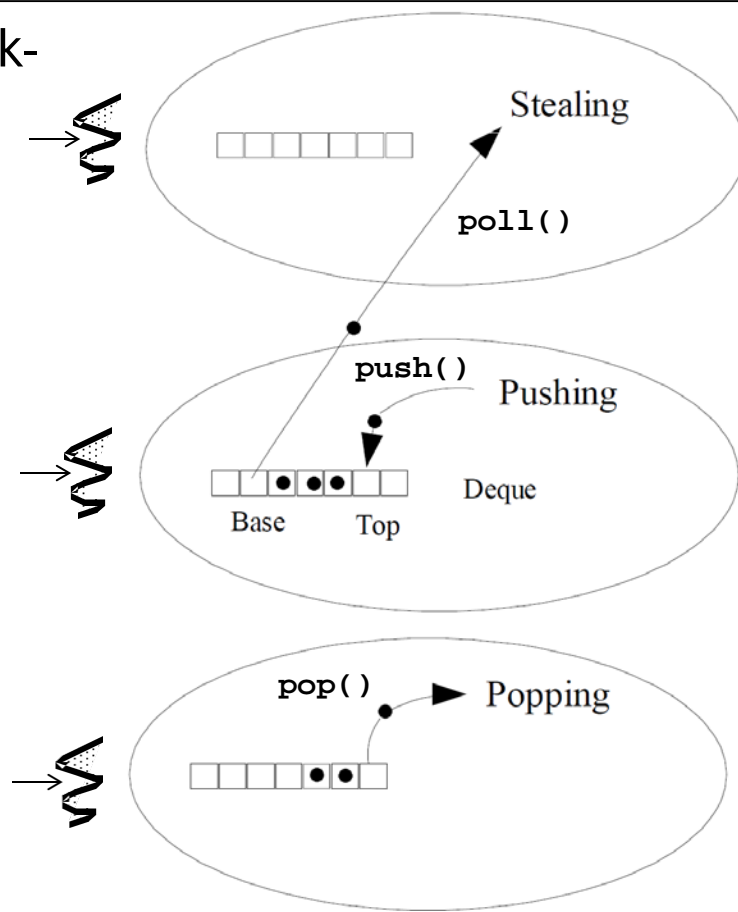 k-
Stealing
poll()
push()
Pushing
Deque
Base Top
pop()
Popping